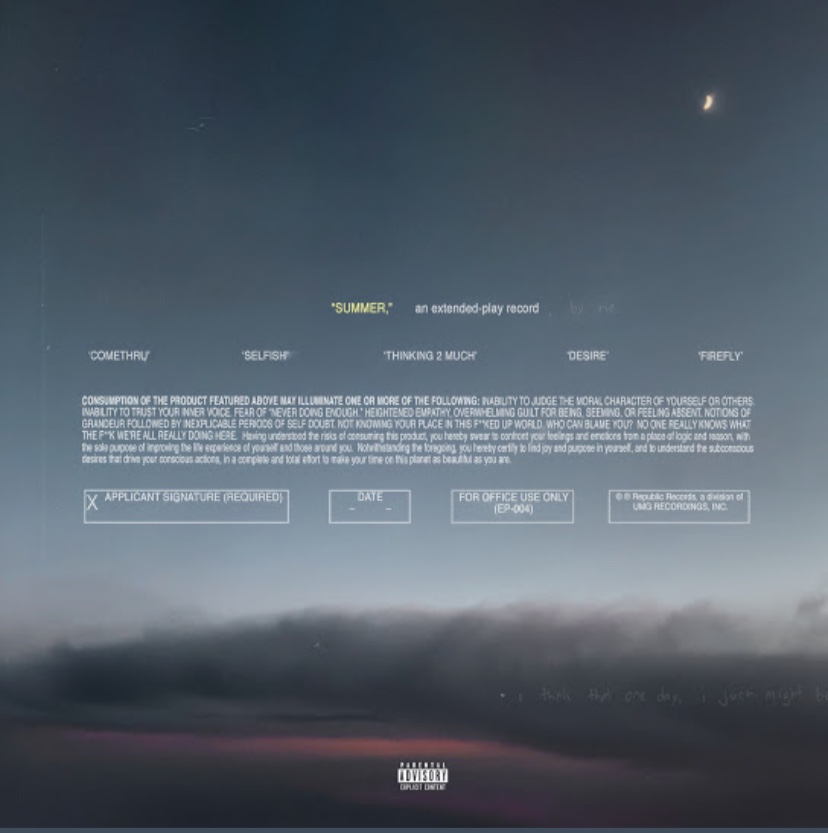 "SUMMER," an extended-play record by me
'COMETHRU' 'SELFISH' 'THINKING 2 MUCH' 'DESIRE' 'FIREFLY'
CONSUMPTION OF THE PRODUCT FEATURED ABOVE MAY ILLUMINATE ONE OR MORE OF THE FOLLOWING: INABILITY TO JUDGE THE MORAL CHARACTER OF YOURSELF OR OTHERS.
INABILITY TO TRUST YOUR INNER VOICE. FEAR OF "NEVER DOING ENOUGH." HEIGHTENED EMPATHY, OVERWHELMING GUILT FOR BEING, SEEMING, OR FEELING ABSENT. NOTIONS OF
GRANDEUR FOLLOWED BY INEXPLICABLE PERIODS OF SELF DOUBT. NOT KNOWING YOUR PLACE IN THIS F**KED UP WORLD. WHO CAN BLAME YOU? NO ONE REALLY KNOWS WHAT
THE F**K WE'RE ALL REALLY DOING HERE. Having understood the risks of consuming this product, you hereby swear to confront your feelings and emotions from a place of logic and reason, with
the sole purpose of improving the life experience of yourself and those around you. Notwithstanding the foregoing, you hereby certify to find joy and purpose in yourself, and to understand the subconscious
desires that drive your conscious actions, in a complete and total effort to make your time on this planet as beautiful as you are.
X APPLICANT SIGNATURE (REQUIRED)
DATE
– –
FOR OFFICE USE ONLY
(EP-004)
© ℗ Republic Records, a division of
UMG RECORDINGS, INC.
i think that one day, i just might be
PARENTAL
ADVISORY
EXPLICIT CONTENT